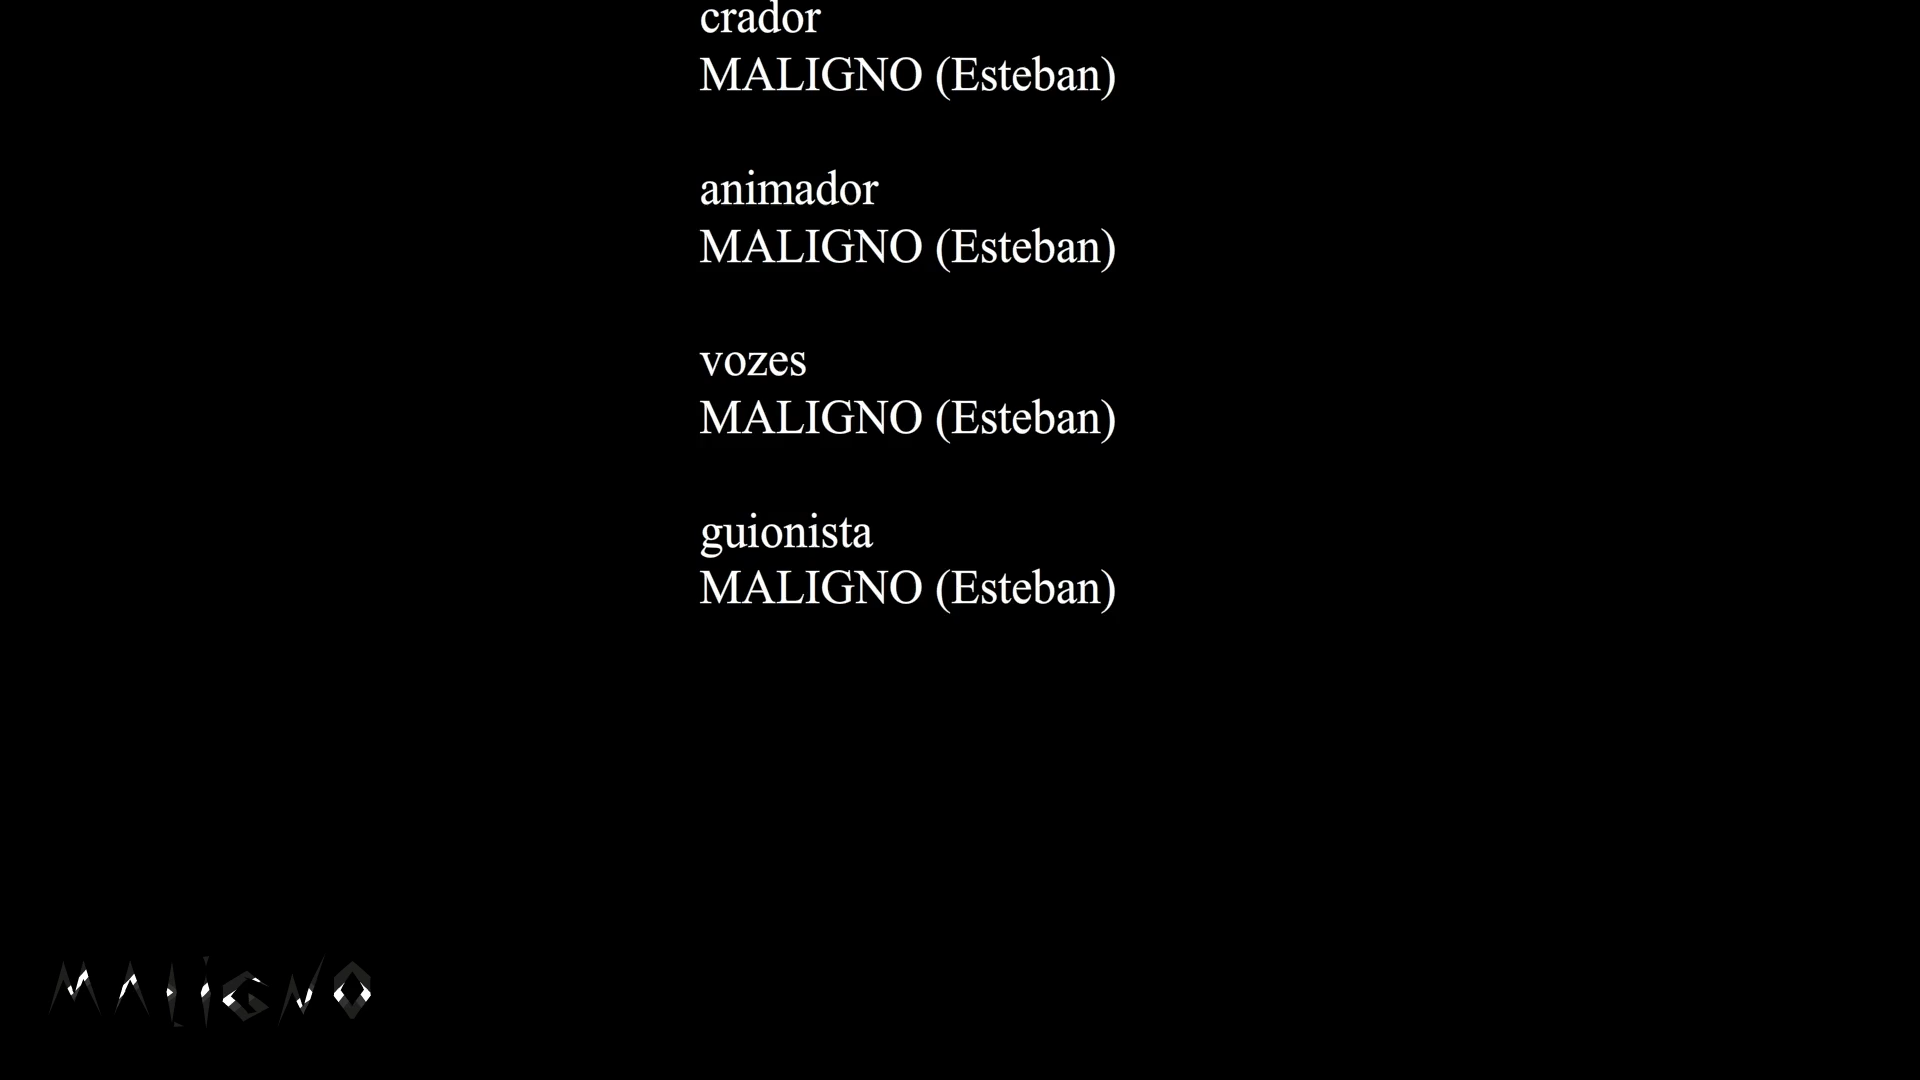 crador
MALIGNO (Esteban)
animador
MALIGNO (Esteban)
vozes
MALIGNO (Esteban)
guionista
MALIGNO (Esteban)
MALiGNO